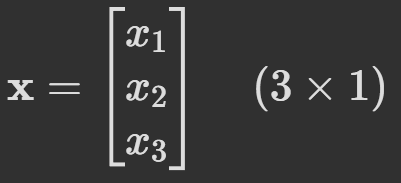 x = [x₁ x₂ x₃] (3 × 1)